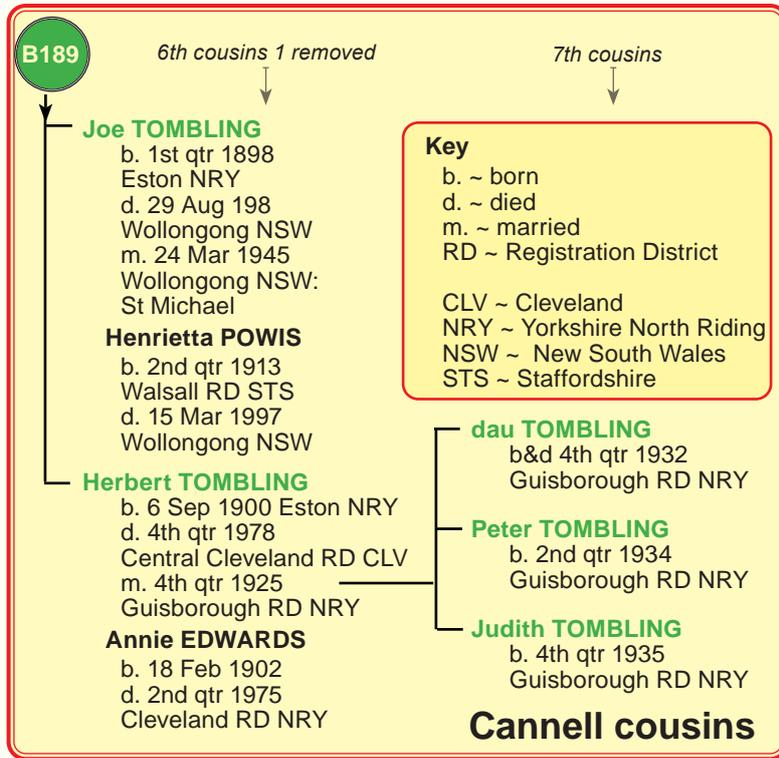 B189
6th cousins 1 removed
7th cousins
Joe TOMBLING
b. 1st qtr 1898
Eston NRY
d. 29 Aug 198
Wollongong NSW
m. 24 Mar 1945
Wollongong NSW:
St Michael
Henrietta POWIS
b. 2nd qtr 1913
Walsall RD STS
d. 15 Mar 1997
Wollongong NSW
Herbert TOMBLING
b. 6 Sep 1900 Eston NRY
d. 4th qtr 1978
Central Cleveland RD CLV
m. 4th qtr 1925
Guisborough RD NRY
Annie EDWARDS
b. 18 Feb 1902
d. 2nd qtr 1975
Cleveland RD NRY
Key
b. ~ born
d. ~ died
m. ~ married
RD ~ Registration District
CLV ~ Cleveland
NRY ~ Yorkshire North Riding
NSW ~ New South Wales
STS ~ Staffordshire
dau TOMBLING
b&d 4th qtr 1932
Guisborough RD NRY
Peter TOMBLING
b. 2nd qtr 1934
Guisborough RD NRY
Judith TOMBLING
b. 4th qtr 1935
Guisborough RD NRY
Cannell cousins